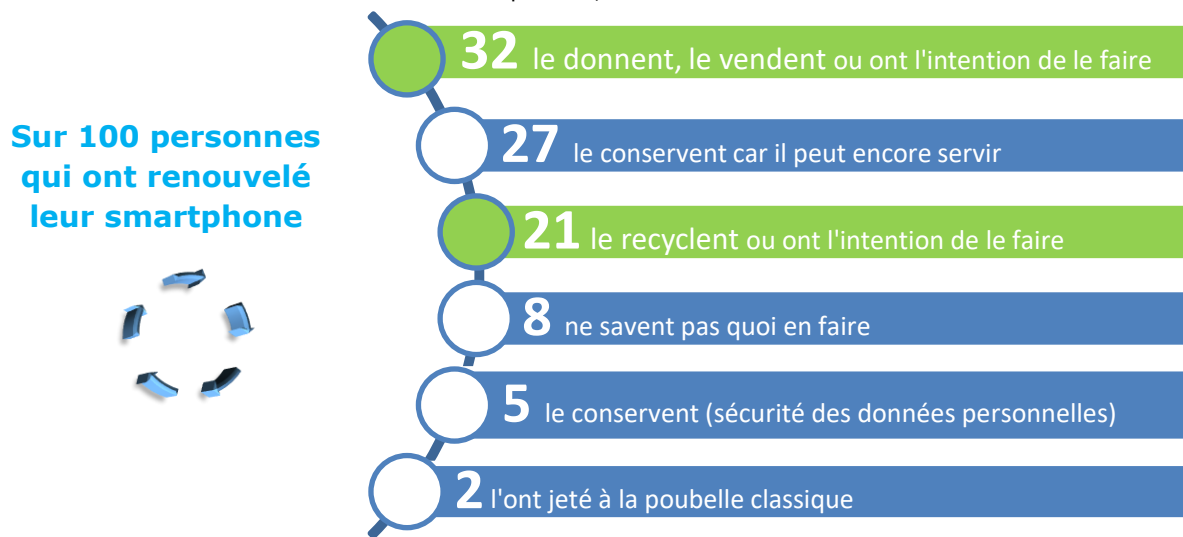 Sur 100 personnes
qui ont renouvelé
leur smartphone
32 le donnent, le vendent ou ont l'intention de le faire
27 le conservent car il peut encore servir
21 le recyclent ou ont l'intention de le faire
8 ne savent pas quoi en faire
5 le conservent (sécurité des données personnelles)
2 l'ont jeté à la poubelle classique